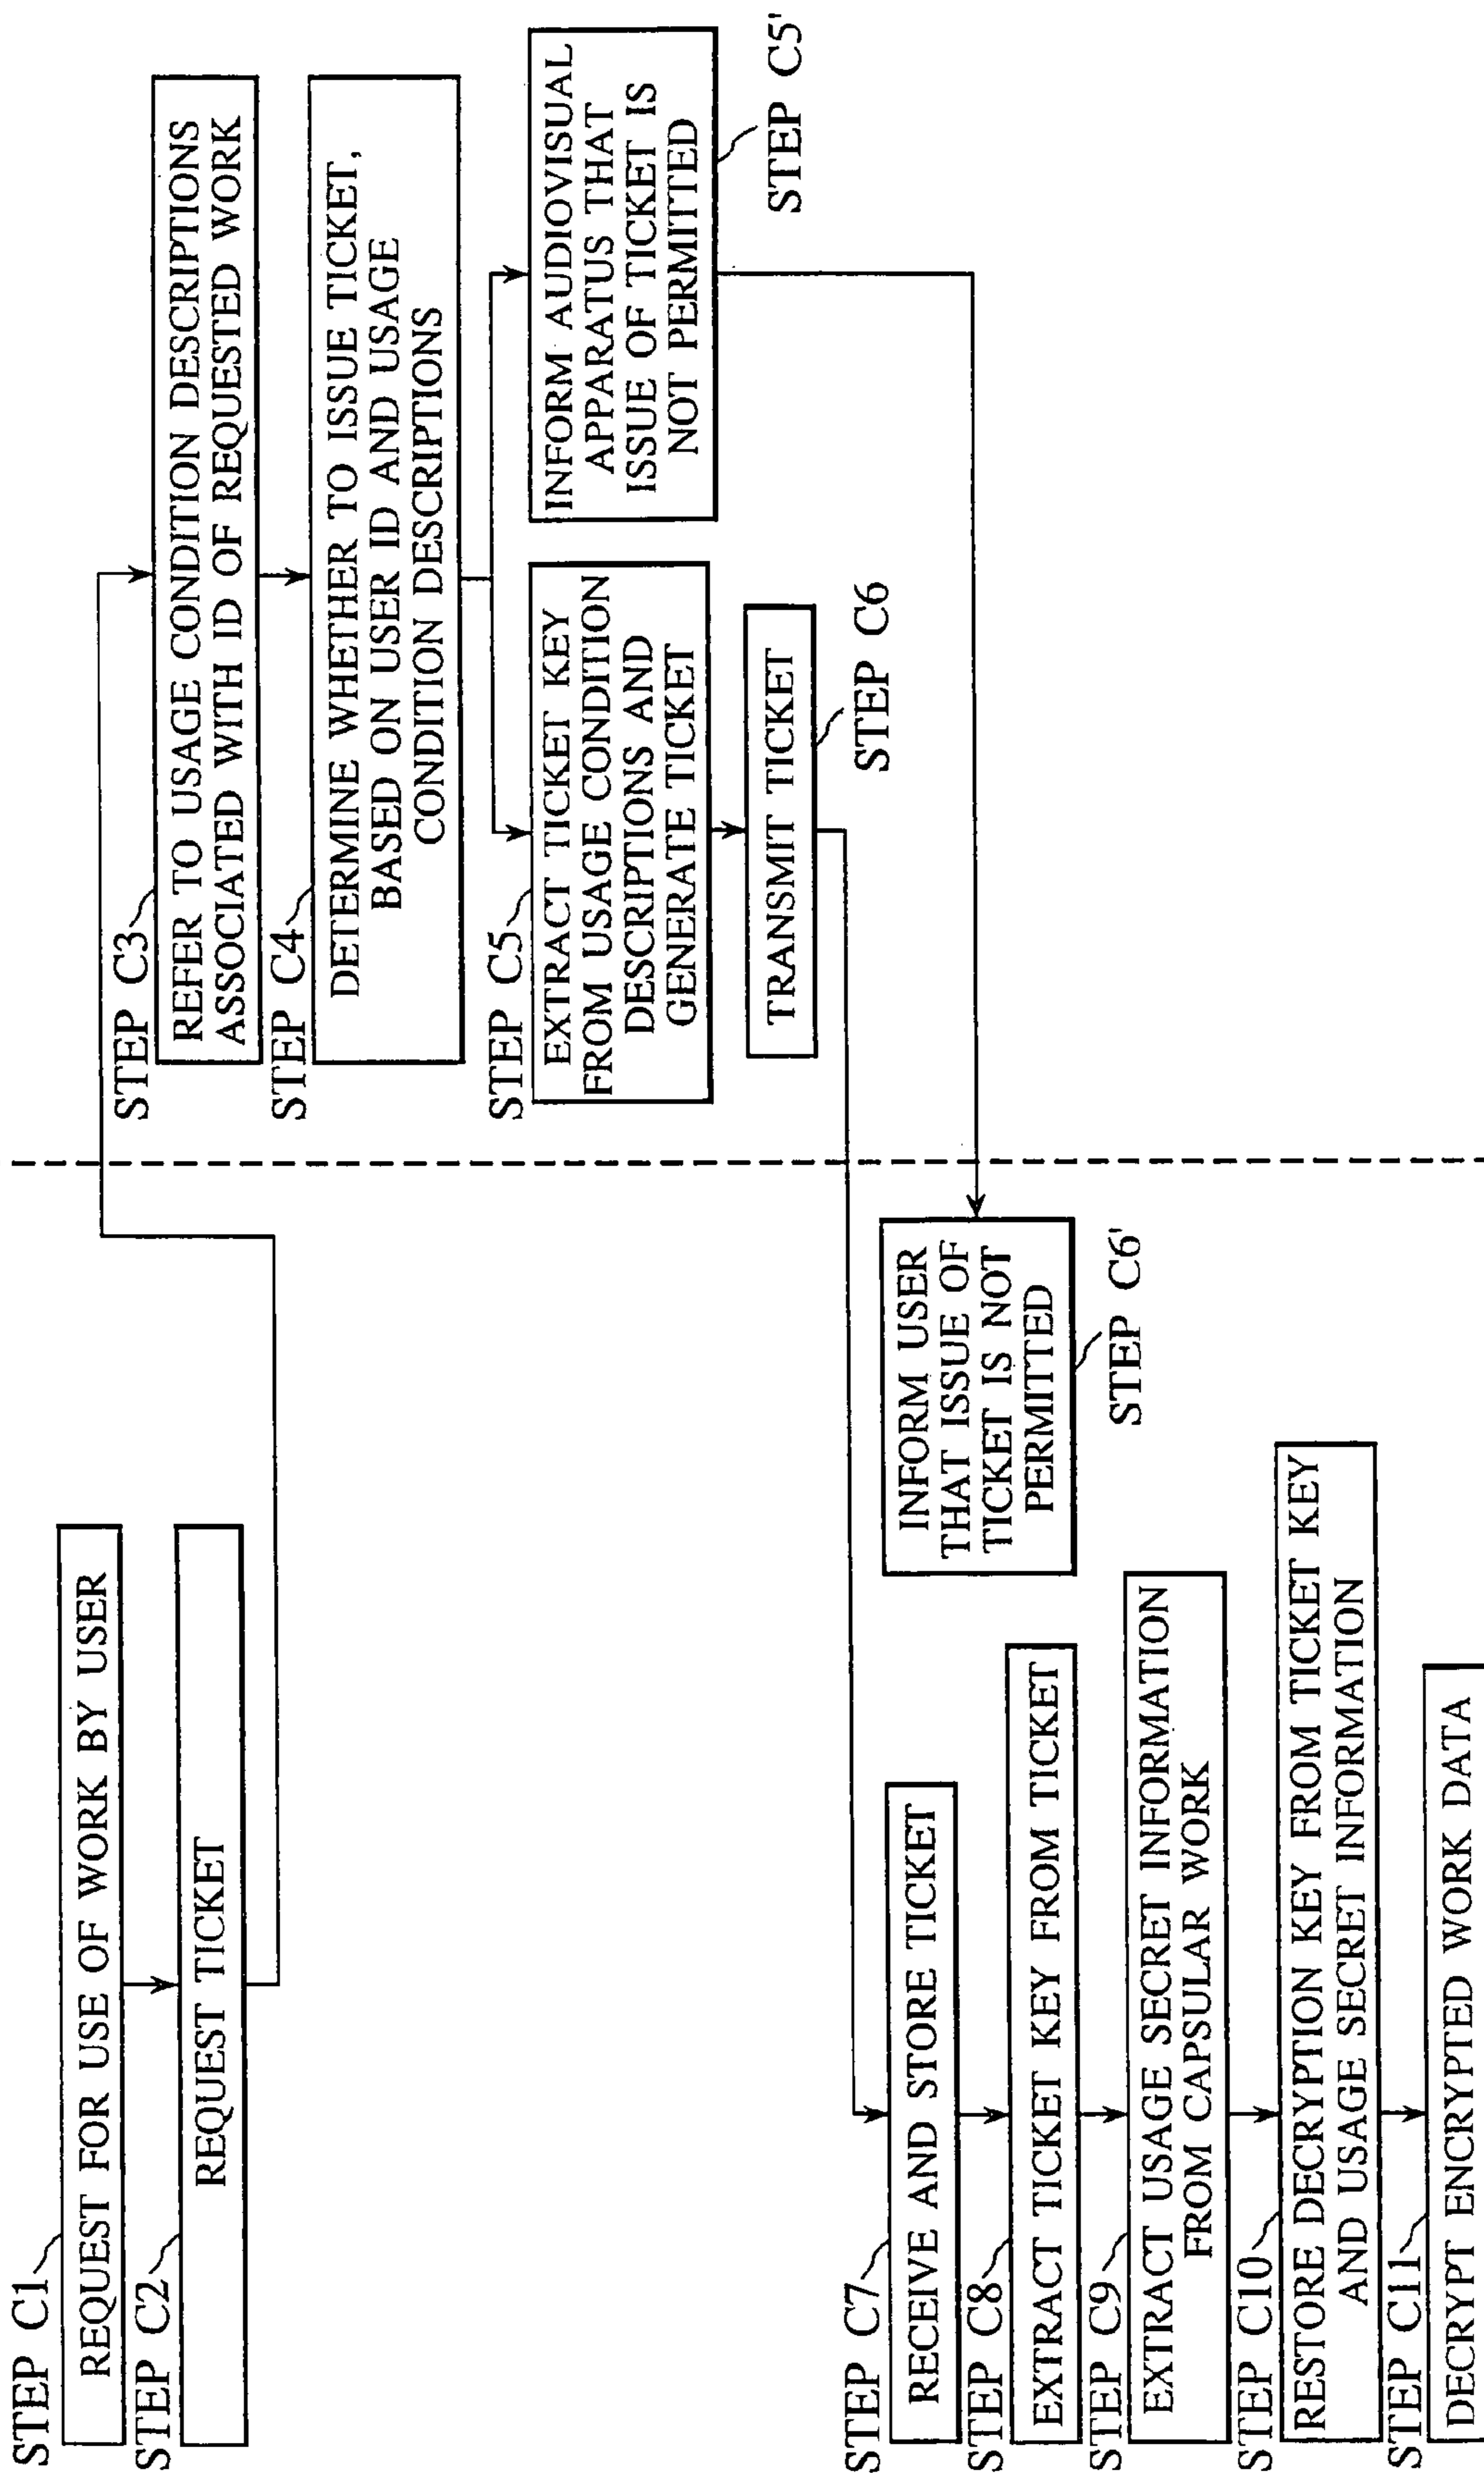 STEP C1
REQUEST FOR USE OF WORK BY USER
STEP C2
REQUEST TICKET
STEP C3
REFER TO USAGE CONDITION DESCRIPTIONS
ASSOCIATED WITH ID OF REQUESTED WORK
STEP C4
DETERMINE WHETHER TO ISSUE TICKET,
BASED ON USER ID AND USAGE
CONDITION DESCRIPTIONS
STEP C5
EXTRACT TICKET KEY
FROM USAGE CONDITION
DESCRIPTIONS AND
GENERATE TICKET
INFORM AUDIOVISUAL
APPARATUS THAT
ISSUE OF TICKET IS
NOT PERMITTED
STEP C5'
TRANSMIT TICKET
STEP C6
INFORM USER
THAT ISSUE OF
TICKET IS NOT
PERMITTED
STEP C6'
STEP C7
RECEIVE AND STORE TICKET
STEP C8
EXTRACT TICKET KEY FROM TICKET
STEP C9
EXTRACT USAGE SECRET INFORMATION
FROM CAPSULAR WORK
STEP C10
RESTORE DECRYPTION KEY FROM TICKET KEY
AND USAGE SECRET INFORMATION
STEP C11
DECRYPT ENCRYPTED WORK DATA